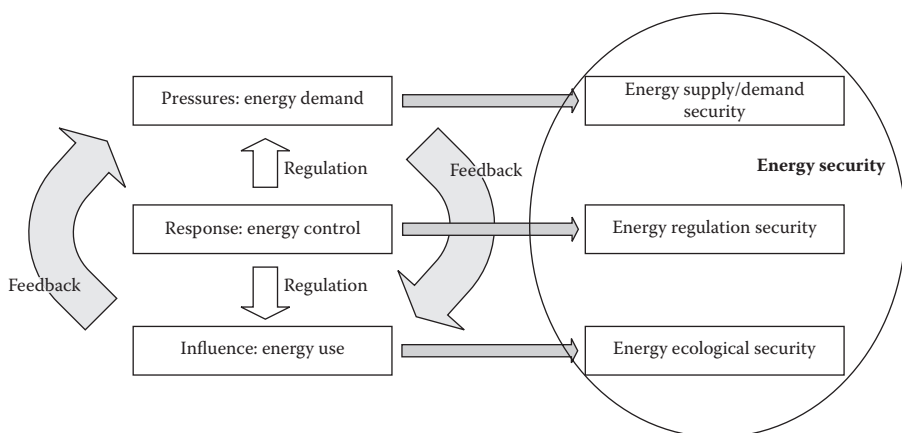 Pressures: energy demand
Energy supply/demand
security
Regulation
Feedback
Energy security
Response: energy control
Energy regulation security
Feedback
Regulation
Influence: energy use
Energy ecological security